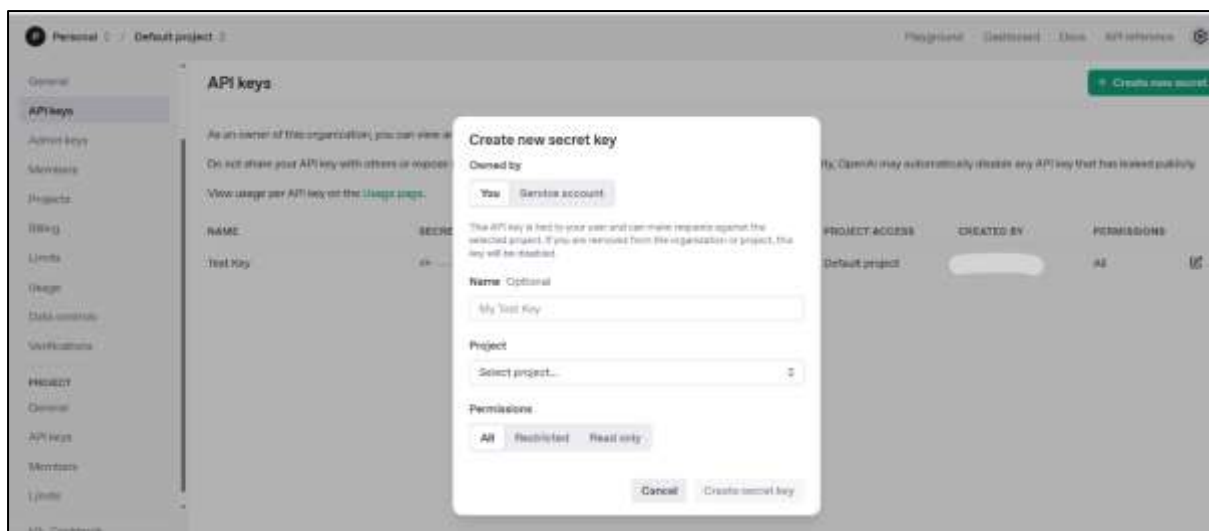 Personal / Default project
Playground Dashboard Docs API reference
General
API keys
Admin keys
Members
Projects
Billing
Limits
Usage
Data controls
Verifications
PROJECT
General
API keys
Members
Limits
API keys
+ Create new secret
As an owner of this organization, you can view
Do not share your API key with others or expose
ity, OpenAI may automatically disable any API key that has leaked publicly.
View usage per API key on the Usage page.
NAME SECRE PROJECT ACCESS CREATED BY PERMISSIONS
Test Key Default project All
Create new secret key
Owned by
You Service account
This API key is tied to your user and can make requests against the
selected project. If you are removed from the organization or project, this
key will be disabled.
Name Optional
My Test Key
Project
Select project...
Permissions
All Restricted Read only
Cancel Create secret key